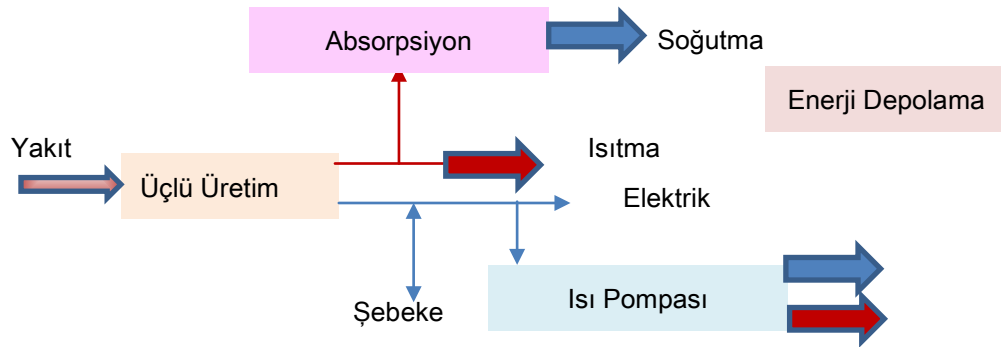 Absorpsiyon
Soğutma
Enerji Depolama
Yakıt
Isıtma
Üçlü Üretim
Elektrik
Şebeke
Isı Pompası